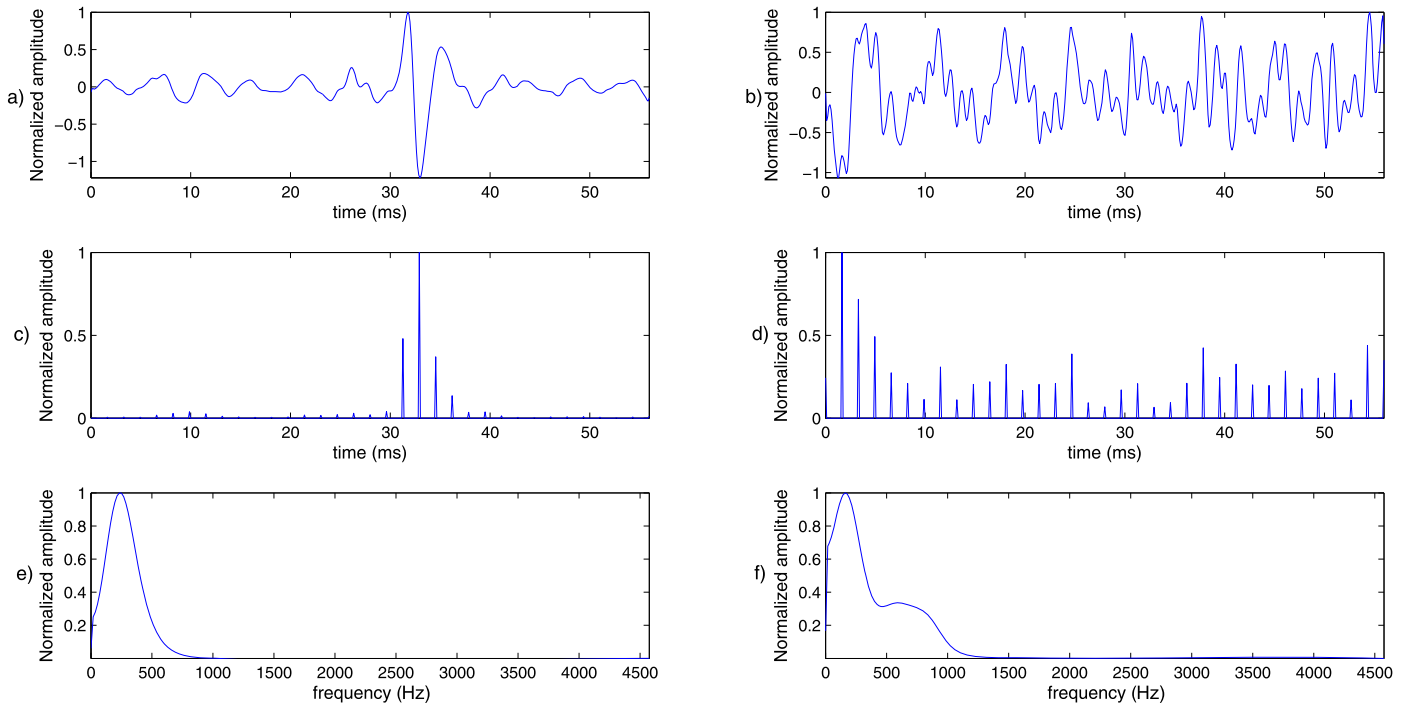 a)
Normalized amplitude
1
0.5
0
−0.5
−1
0 10 20 30 40 50
time (ms)
b)
Normalized amplitude
1
0.5
0
−0.5
−1
0 10 20 30 40 50
time (ms)
c)
Normalized amplitude
1
0.5
0
0 10 20 30 40 50
time (ms)
d)
Normalized amplitude
1
0.5
0
0 10 20 30 40 50
time (ms)
e)
Normalized amplitude
1
0.8
0.6
0.4
0.2
0 500 1000 1500 2000 2500 3000 3500 4000 4500
frequency (Hz)
f)
Normalized amplitude
1
0.8
0.6
0.4
0.2
0 500 1000 1500 2000 2500 3000 3500 4000 4500
frequency (Hz)